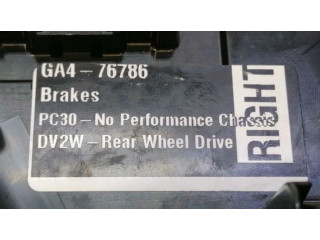 GA4-76786
Brakes
PC30-No Performance Chassis
DV2W-Rear Wheel Drive
RIGHT